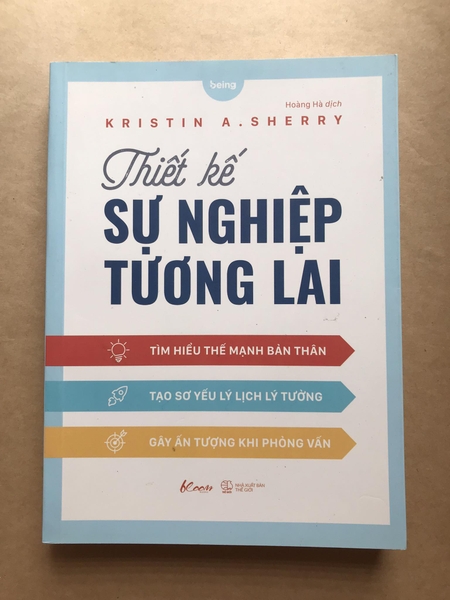 being
Hoàng Hà dịch
KRISTIN A. SHERRY
Thiết kế
SỰ NGHIỆP
TƯƠNG LAI
TÌM HIỂU THẾ MẠNH BẢN THÂN
TẠO SƠ YẾU LÝ LỊCH LÝ TƯỞNG
GÂY ẤN TƯỢNG KHI PHỎNG VẤN
bloom
NHÀ XUẤT BẢN
THẾ GIỚI